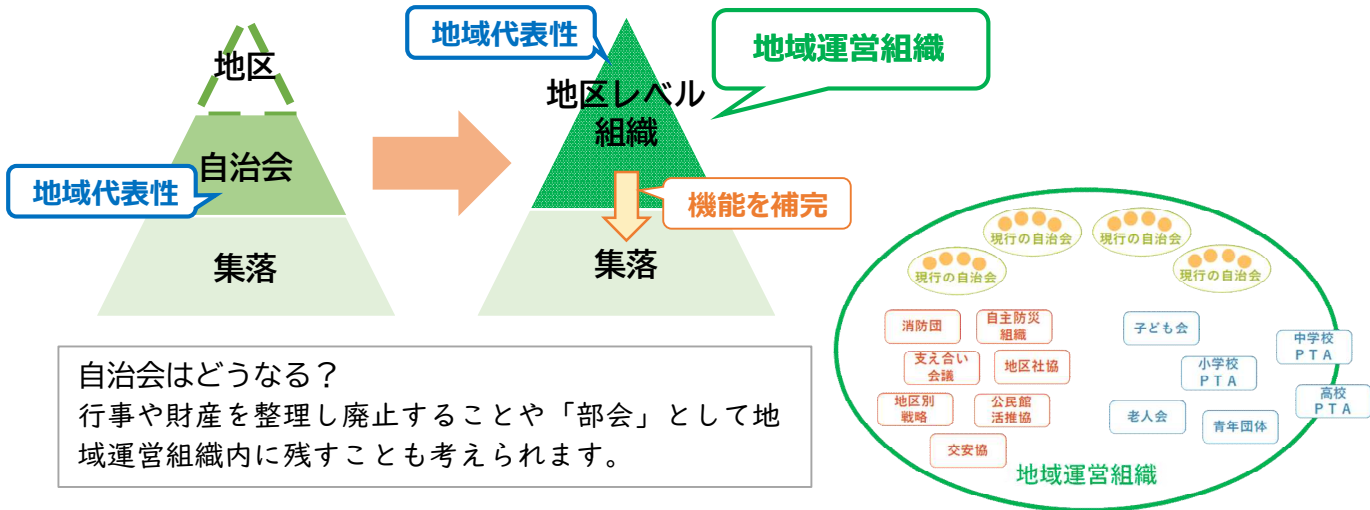 地区
自治会
地域代表性
集落
地域代表性
地域運営組織
地区レベル
組織
機能を補完
集落
自治会はどうなる？
行事や財産を整理し廃止することや「部会」として地
域運営組織内に残すことも考えられます。
現行の自治会
現行の自治会
現行の自治会
現行の自治会
消防団
自主防災
組織
支え合い
会議
地区社協
地区別
戦略
公民館
活推協
交安協
子ども会
小学校
ＰＴＡ
中学校
ＰＴＡ
高校
ＰＴＡ
老人会
青年団体
地域運営組織